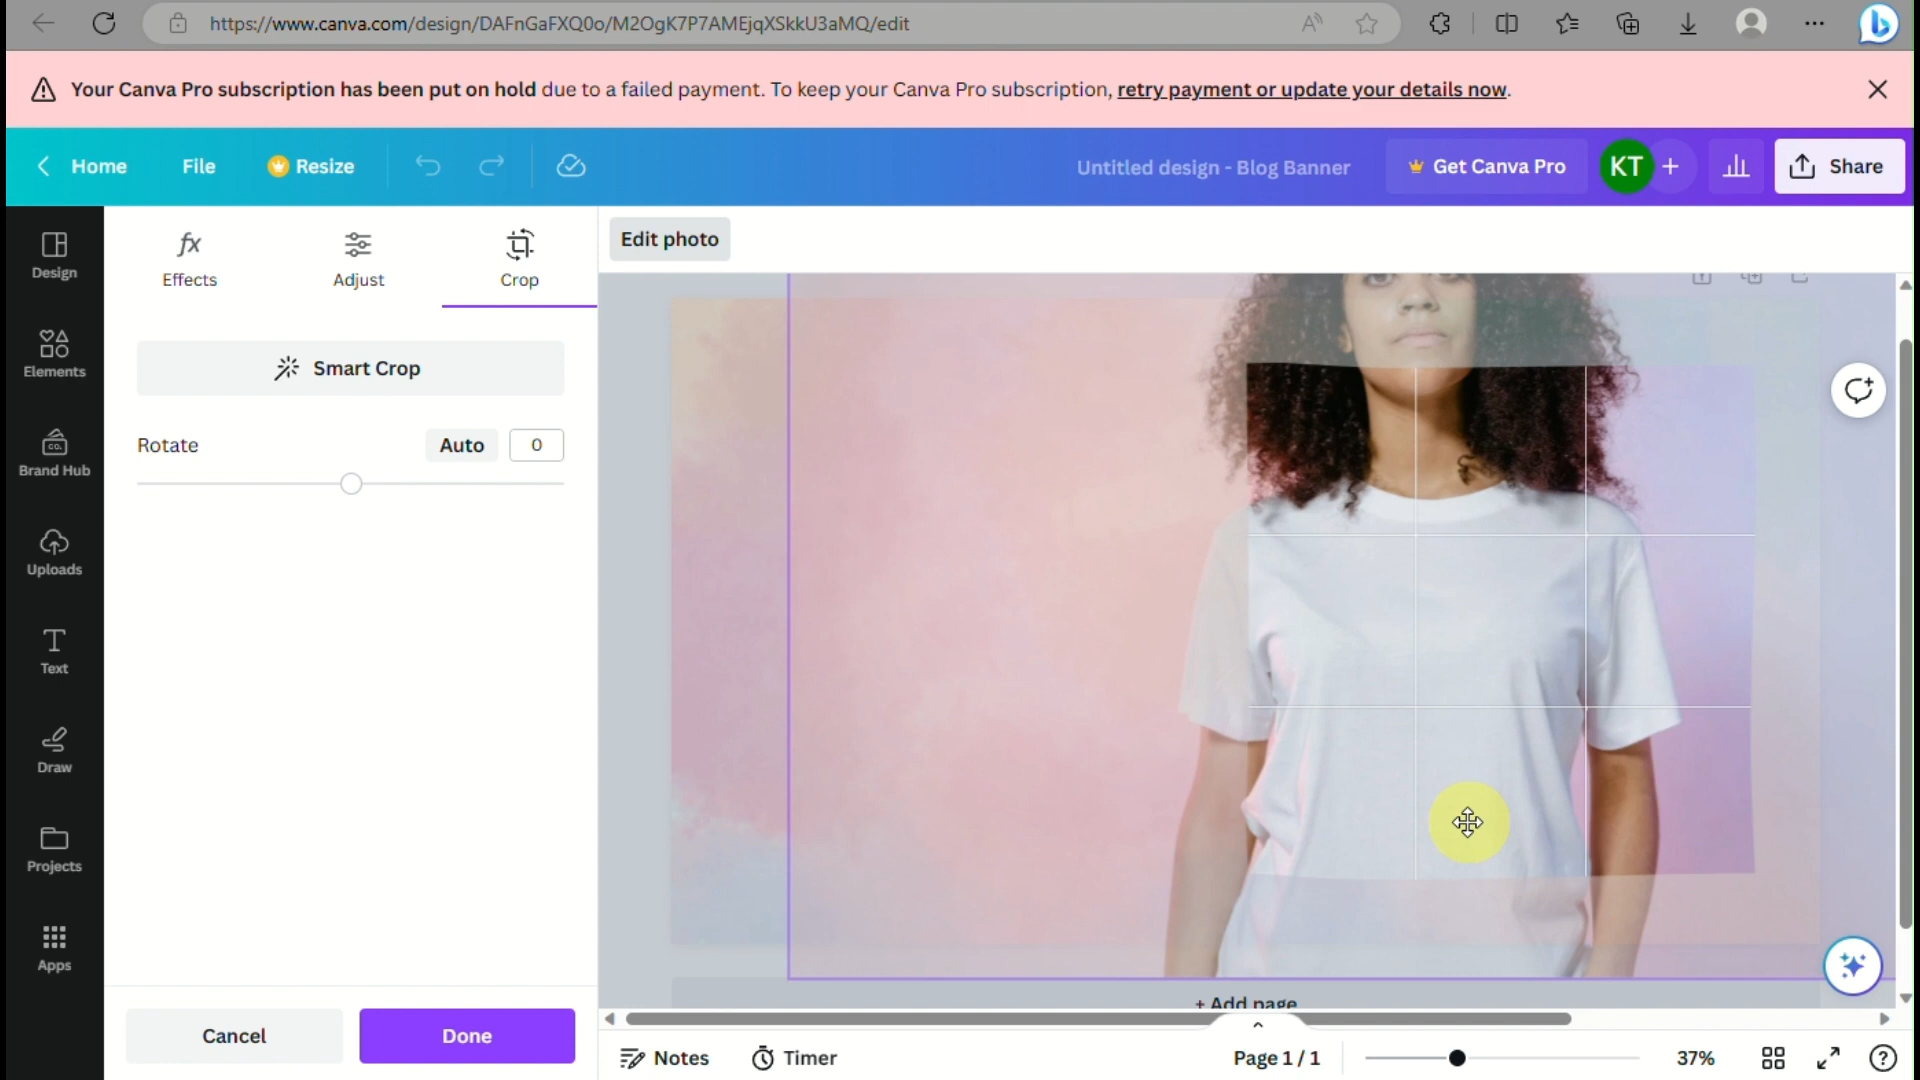 https://www.canva.com/design/DAFnGaFXQ0o/M2OgK7P7AMEjqXSkkU3aMQ/edit
Your Canva Pro subscription has been put on hold due to a failed payment. To keep your Canva Pro subscription, retry payment or update your details now.
Home File Resize Untitled design - Blog Banner Get Canva Pro KT + Share
Design
Elements
Brand Hub
Uploads
Text
Draw
Projects
Apps
fx
Effects Adjust Crop
Edit photo
Smart Crop
Rotate Auto 0
Cancel Done
+ Add page
Notes Timer Page 1 / 1 37%